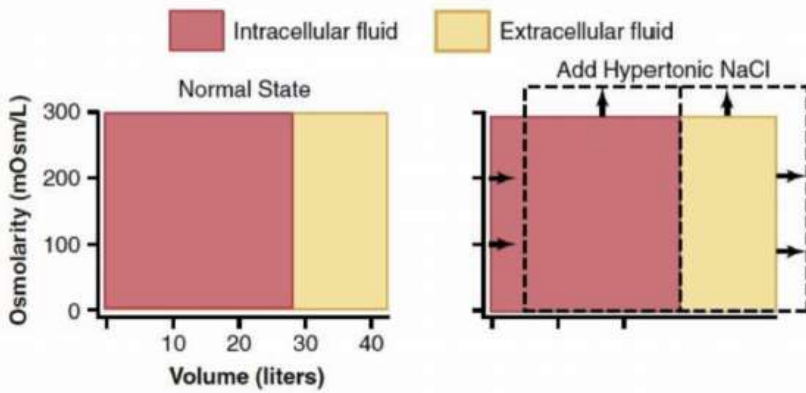 Intracellular fluid
Extracellular fluid
Normal State
Add Hypertonic NaCl
Osmolarity (mOsm/L)
300
200
100
0
10 20 30 40
Volume (liters)